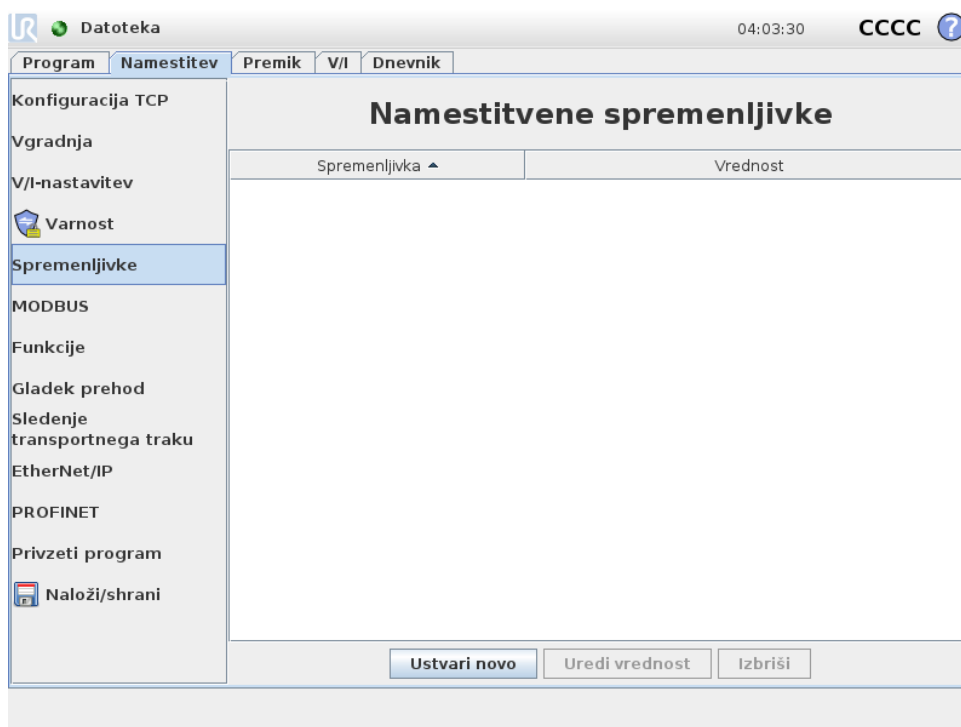 UR Datoteka 04:03:30 CCCC ?
Program Namestitev Premik V/I Dnevnik
Konfiguracija TCP
Vgradnja
V/I-nastavitev
Varnost
Spremenljivke
MODBUS
Funkcije
Gladek prehod
Sledenje
transportnega traku
EtherNet/IP
PROFINET
Privzeti program
Naloži/shrani
Namestitvene spremenljivke
Spremenljivka Vrednost
Ustvari novo Uredi vrednost Izbriši